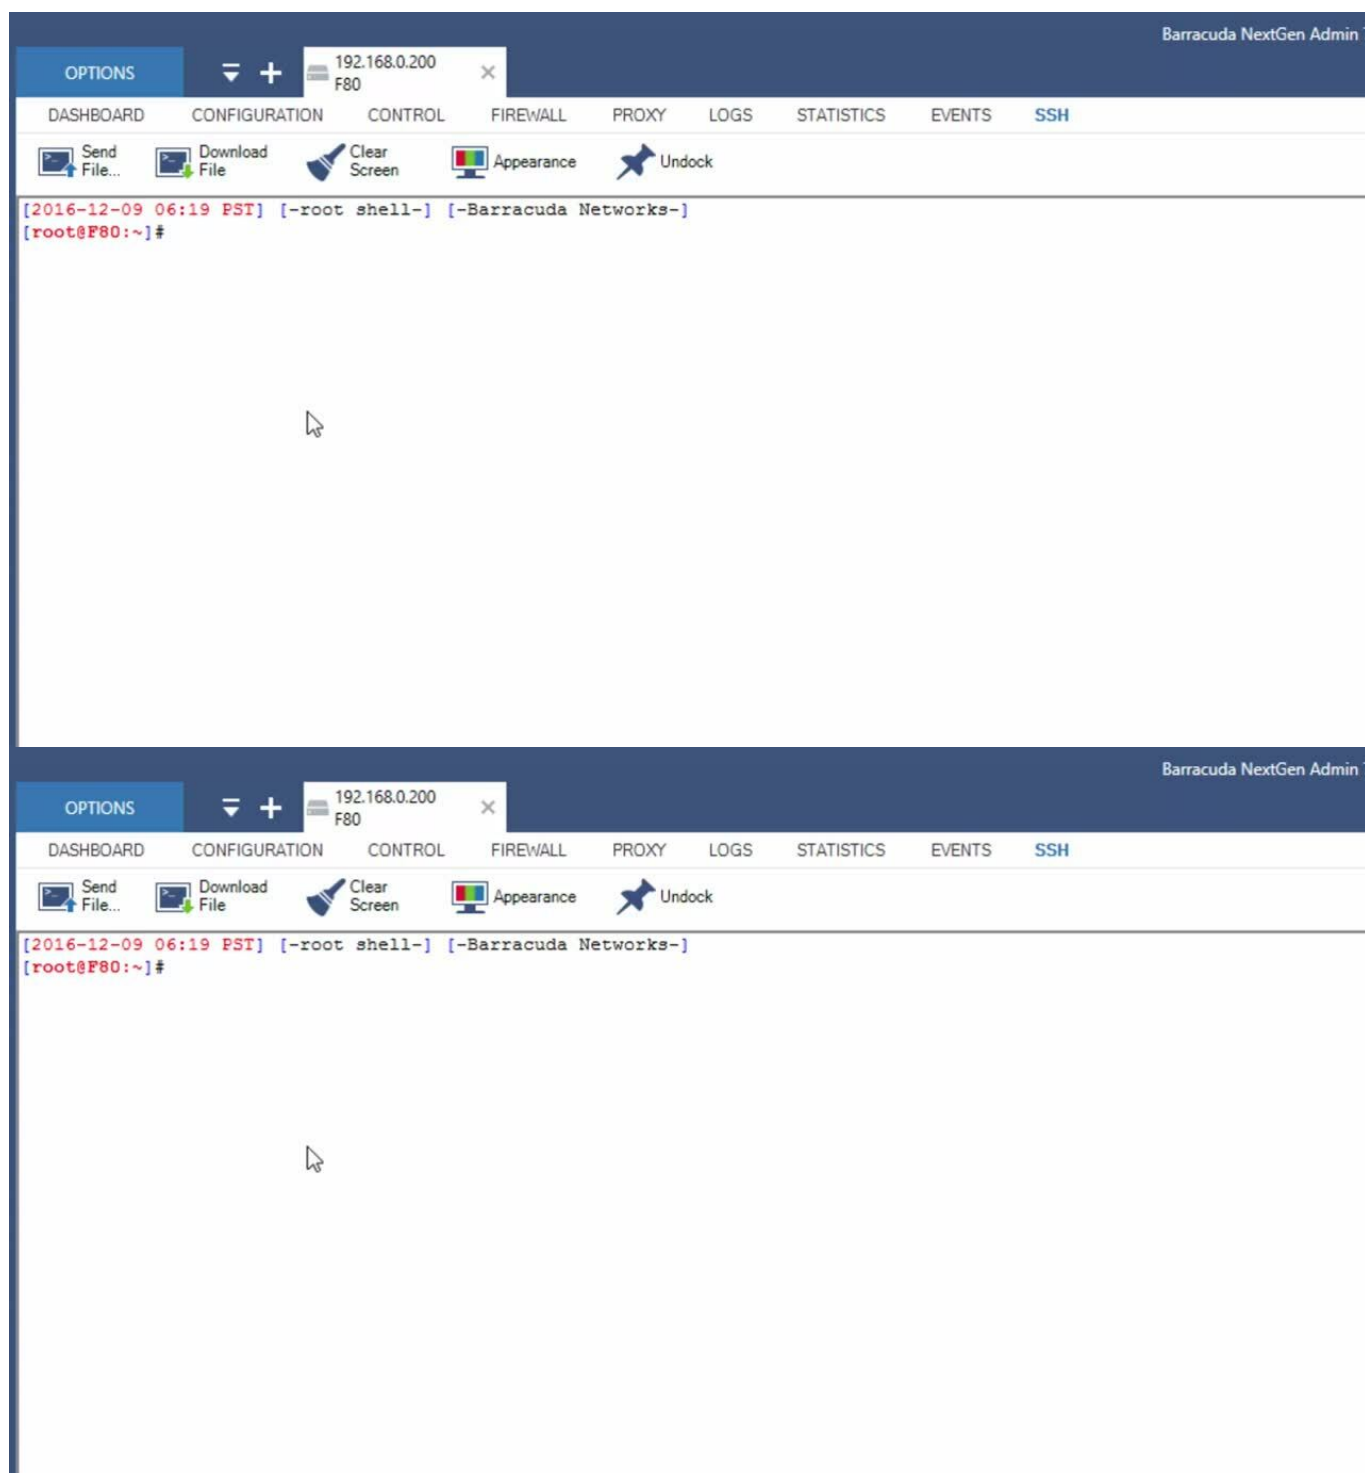 Barracuda NextGen Admin
OPTIONS
192.168.0.200
F80
DASHBOARD CONFIGURATION CONTROL FIREWALL PROXY LOGS STATISTICS EVENTS SSH
Send File... Download File Clear Screen Appearance Undock
[2016-12-09 06:19 PST] [-root shell-] [-Barracuda Networks-]
[root@F80:~]#
Barracuda NextGen Admin
OPTIONS
192.168.0.200
F80
DASHBOARD CONFIGURATION CONTROL FIREWALL PROXY LOGS STATISTICS EVENTS SSH
Send File... Download File Clear Screen Appearance Undock
[2016-12-09 06:19 PST] [-root shell-] [-Barracuda Networks-]
[root@F80:~]#